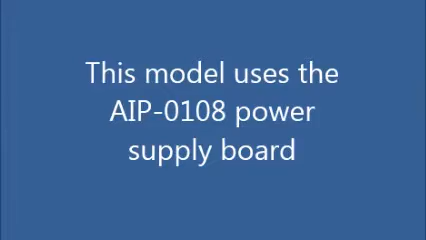 This model uses the
AIP-0108 power
supply board